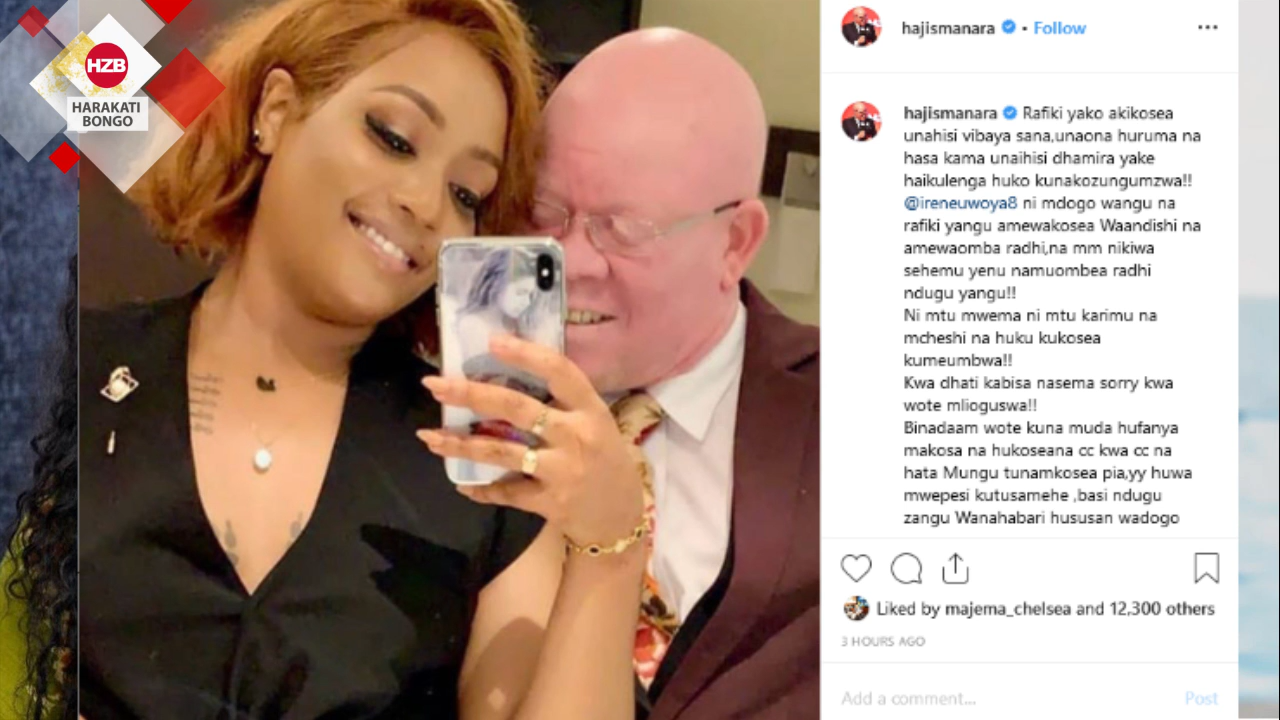 HZB
HARAKATI
BONGO
hajismanara • Follow
hajismanara Rafiki yako akikosea
unahisi vibaya sana,unaona huruma na
hasa kama unaihisi dhamira yake
haikulenga huko kunakozungumzwa!!
@ireneuwoya8 ni mdogo wangu na
rafiki yangu amewakosea Waandishi na
amewaomba radhi,na mm nikiwa
sehemu yenu namuombea radhi
ndugu yangu!!
Ni mtu mwema ni mtu karimu na
mcheshi na huku kukosea
kumeumbwa!!
Kwa dhati kabisa nasema sorry kwa
wote mlioguswa!!
Binadaam wote kuna muda hufanya
makosa na hukoseana cc kwa cc na
hata Mungu tunamkosea pia,yy huwa
mwepesi kutusamehe ,basi ndugu
zangu Wanahabari hususan wadogo
Liked by majema_chelsea and 12,300 others
3 HOURS AGO
Add a comment... Post